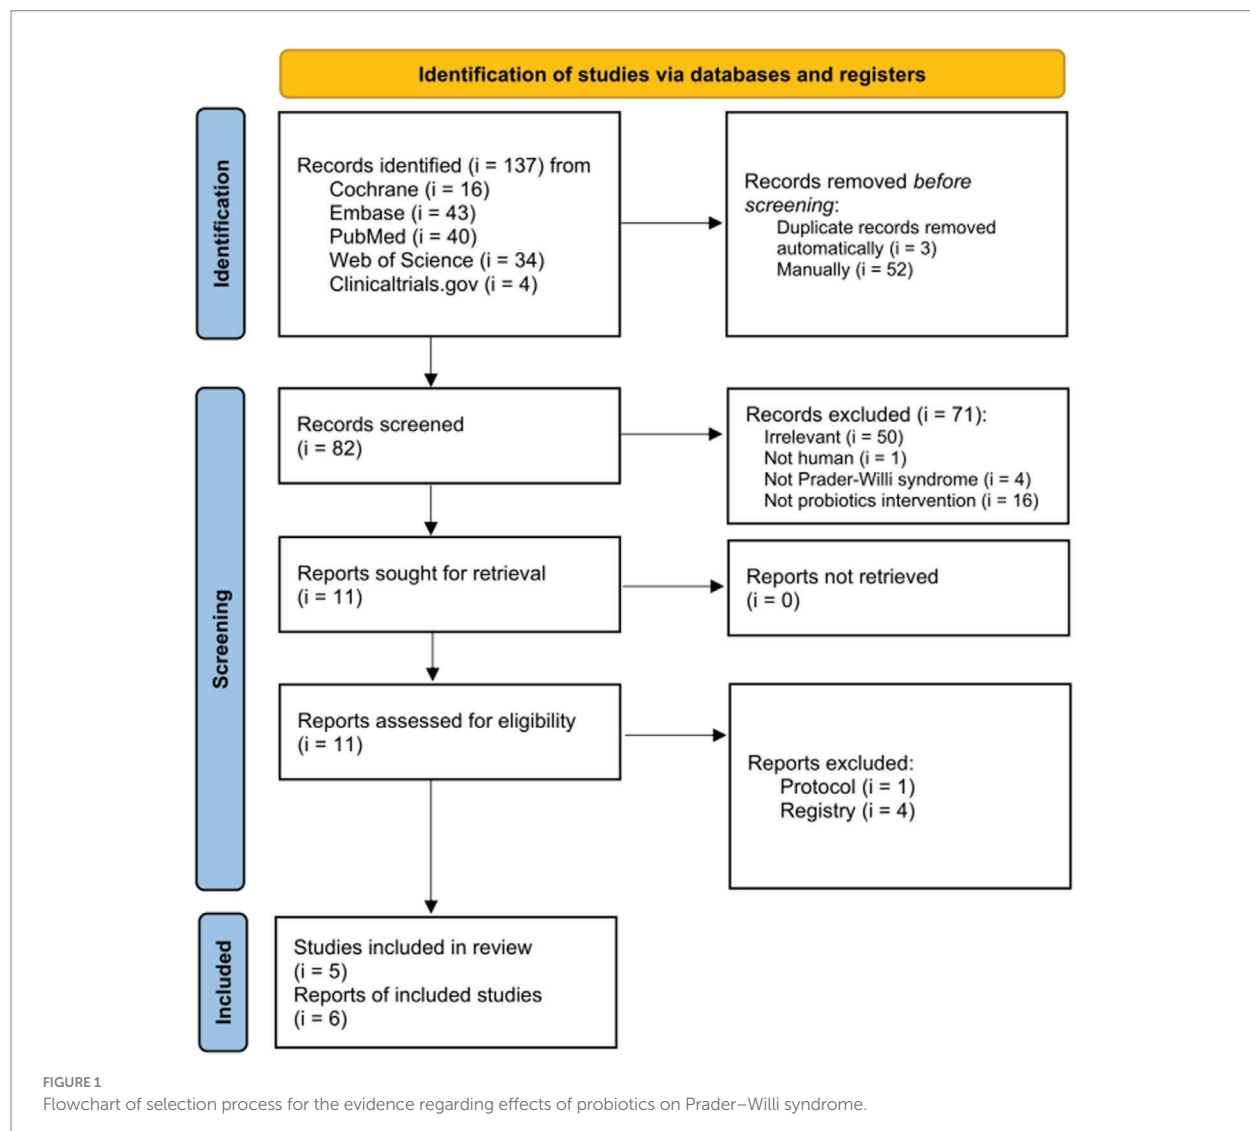 Identification of studies via databases and registers
Identification
Records identified (i = 137) from
Cochrane (i = 16)
Embase (i = 43)
PubMed (i = 40)
Web of Science (i = 34)
Clinicaltrials.gov (i = 4)
Records removed before
screening:
Duplicate records removed
automatically (i = 3)
Manually (i = 52)
Screening
Records screened
(i = 82)
Records excluded (i = 71):
Irrelevant (i = 50)
Not human (i = 1)
Not Prader-Willi syndrome (i = 4)
Not probiotics intervention (i = 16)
Reports sought for retrieval
(i = 11)
Reports not retrieved
(i = 0)
Reports assessed for eligibility
(i = 11)
Reports excluded:
Protocol (i = 1)
Registry (i = 4)
Included
Studies included in review
(i = 5)
Reports of included studies
(i = 6)
FIGURE 1
Flowchart of selection process for the evidence regarding effects of probiotics on Prader–Willi syndrome.